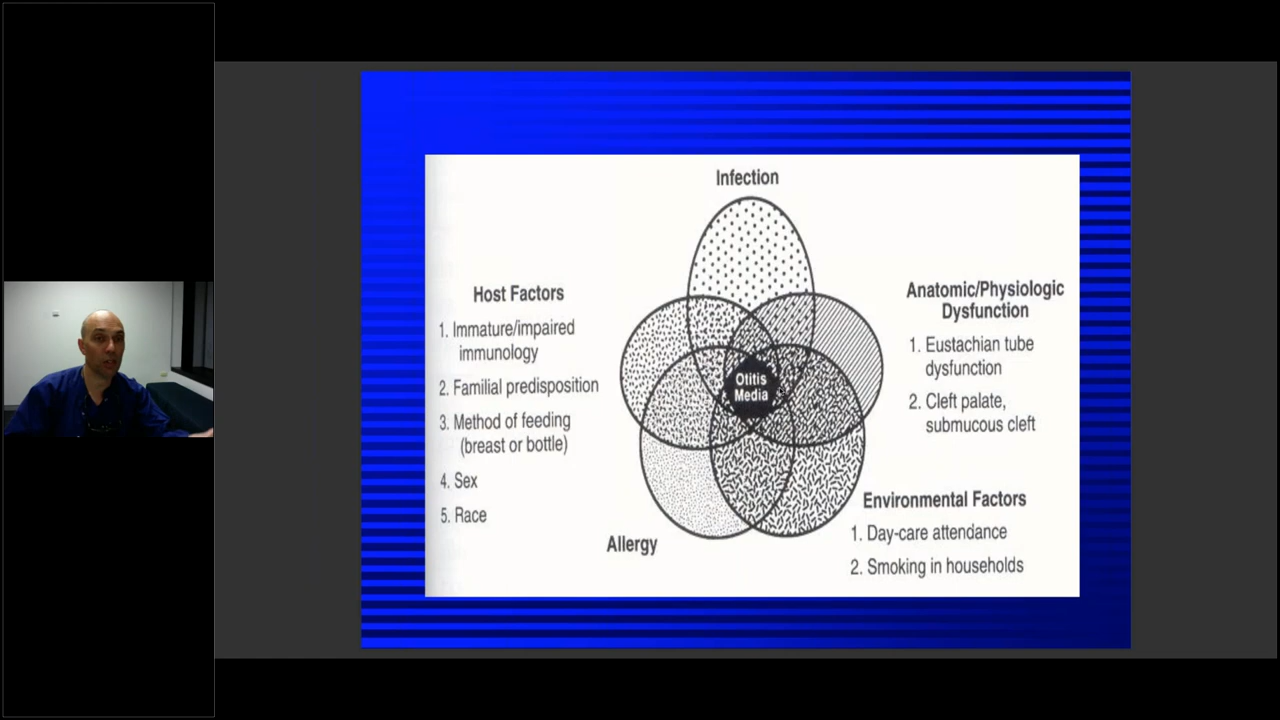 Infection
Host Factors
1. Immature/impaired
immunology
2. Familial predisposition
3. Method of feeding
(breast or bottle)
4. Sex
5. Race
Anatomic/Physiologic
Dysfunction
1. Eustachian tube
dysfunction
2. Cleft palate,
submucous cleft
Otitis
Media
Environmental Factors
1. Day-care attendance
2. Smoking in households
Allergy